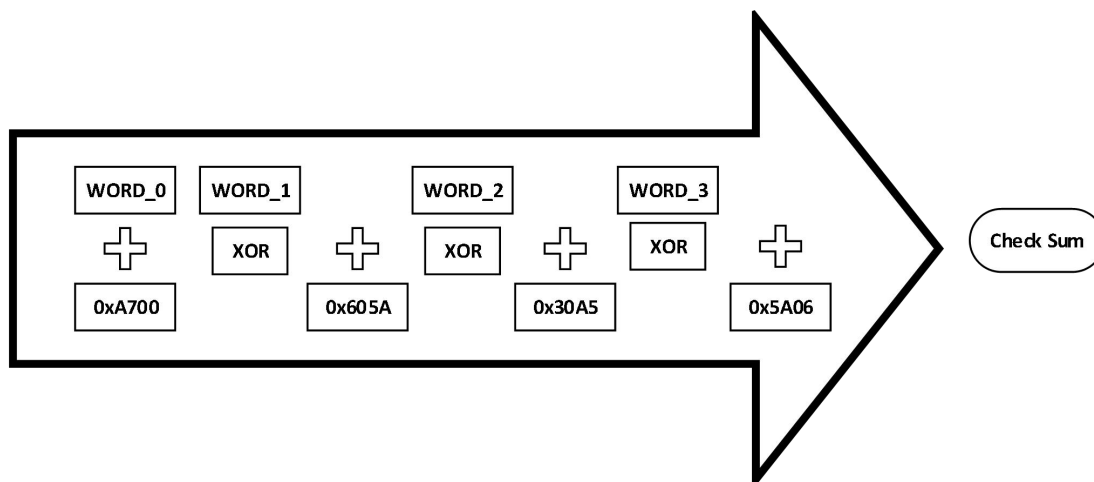 WORD_0 WORD_1 WORD_2 WORD_3
XOR XOR XOR
Check Sum
0xA700 0x605A 0x30A5 0x5A06